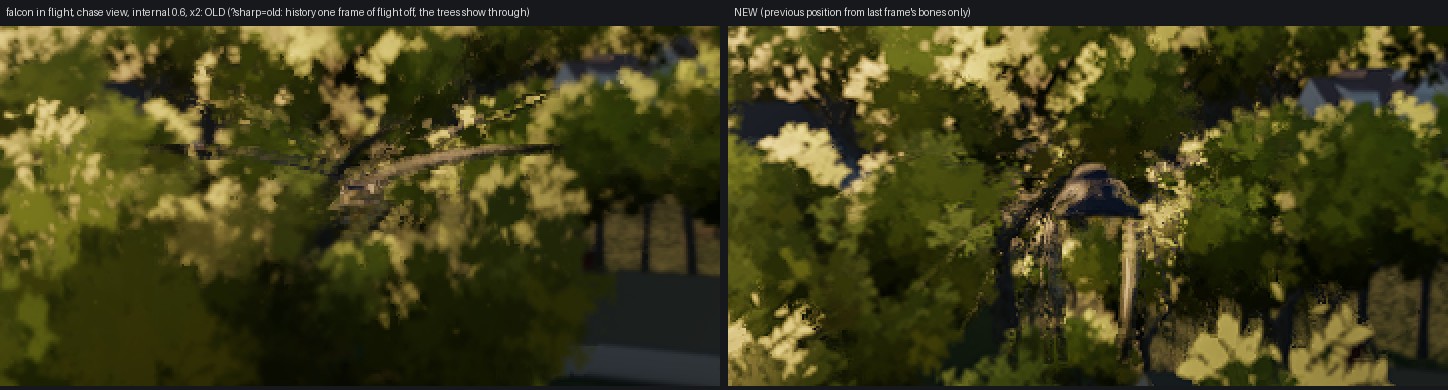 falcon in flight, chase view, internal 0.6, x2: OLD (?sharp=old: history one frame of flight off, the trees show through)
NEW (previous position from last frame's bones only)